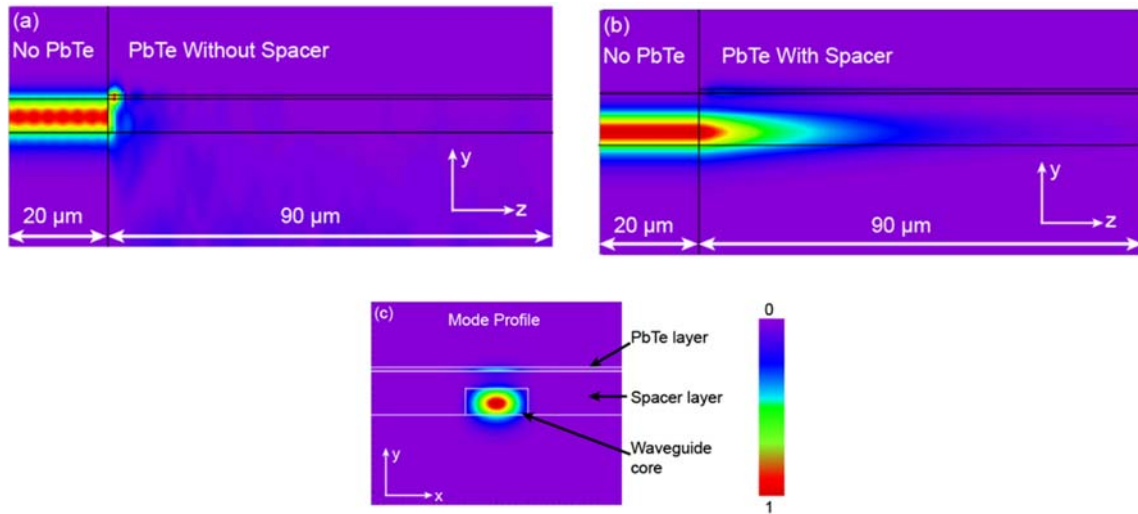 (a)
No PbTe PbTe Without Spacer
y
z
20 μm 90 μm
(b)
No PbTe PbTe With Spacer
y
z
20 μm 90 μm
(c)
Mode Profile
PbTe layer
Spacer layer
Waveguide
core
y
x
0
1